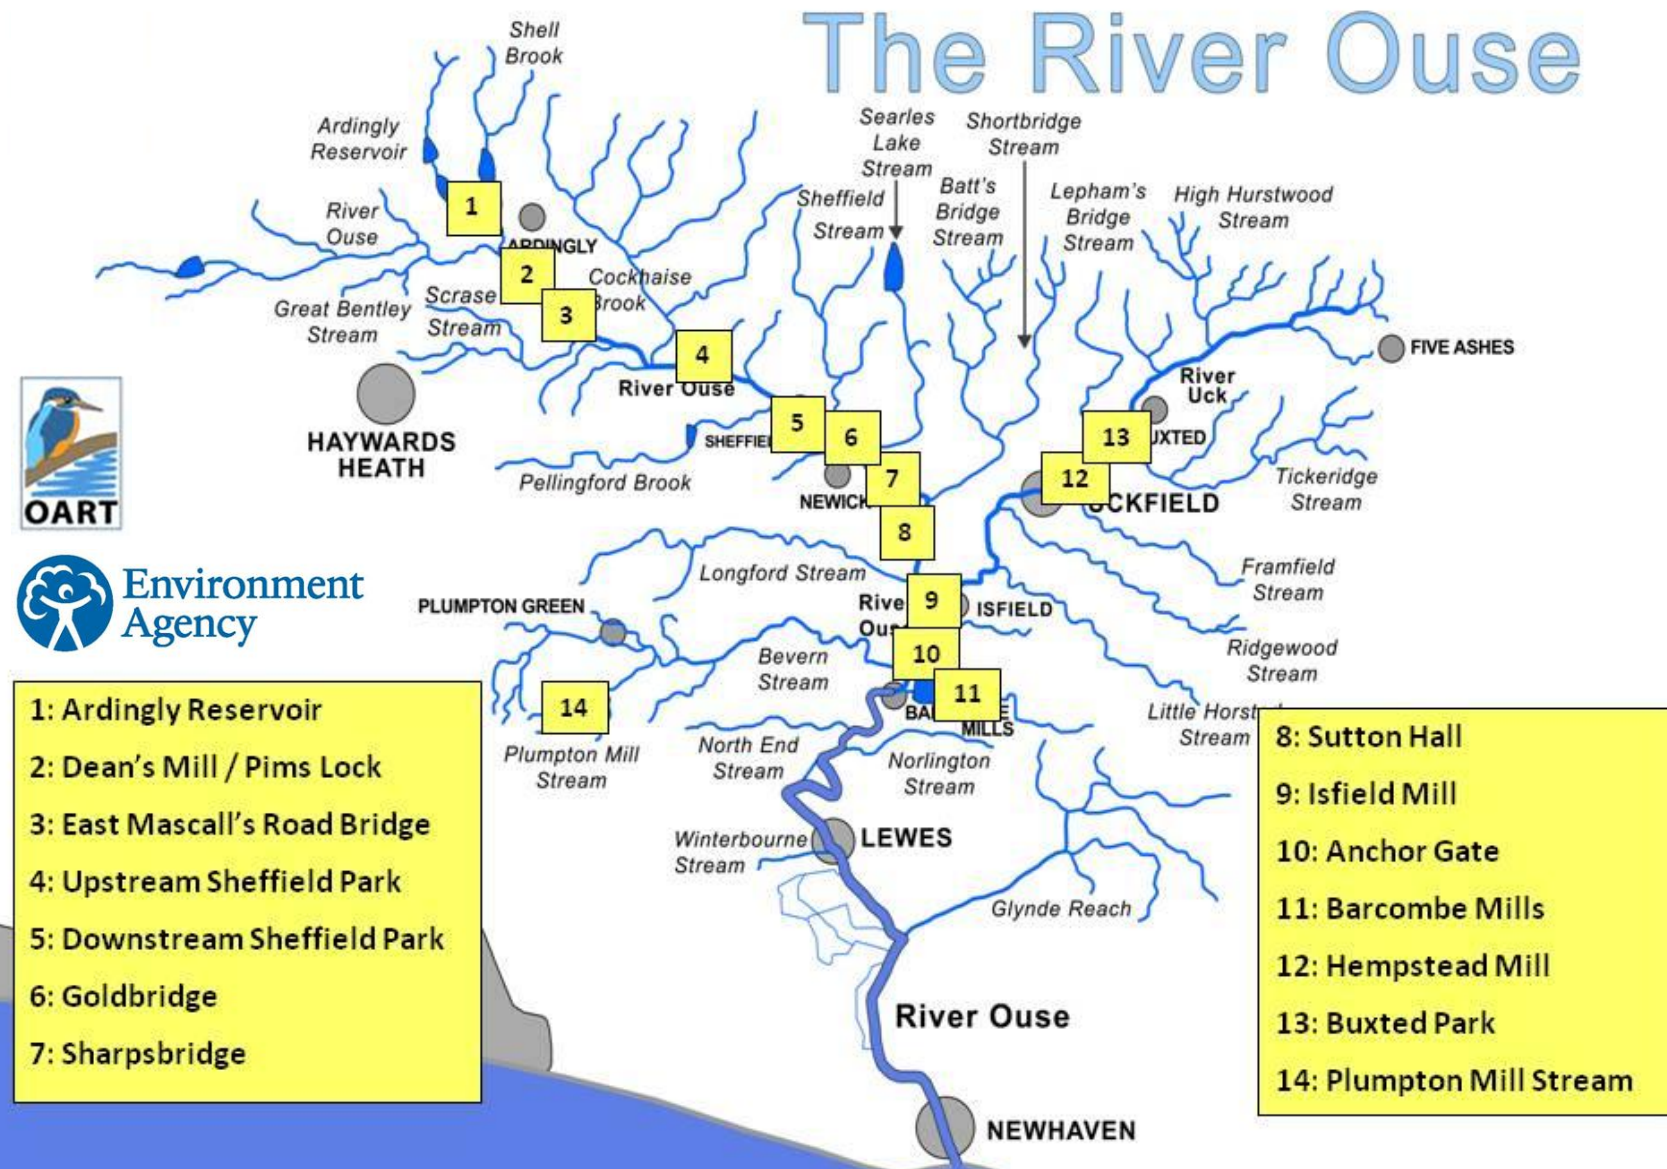 The River Ouse
Shell
Brook
Ardingly
Reservoir
Searles
Lake
Stream
Shortbridge
Stream
Sheffield
Stream
Batt's
Bridge
Stream
Lepham's
Bridge
Stream
High Hurstwood
Stream
River
Ouse
1
ARDINGLY
2
Cockhaise
Brook
3
Great Bentley
Stream
Scrase
Stream
4
River Ouse
FIVE ASHES
River
Uck
HAYWARDS
HEATH
5
6
13
Pellingford Brook
7
12
NEWICK
Tickeridge
Stream
OART
8
Longford Stream
Framfield
Stream
Environment
Agency
PLUMPTON GREEN
9
ISFIELD
10
Bevern
Stream
Ridgewood
Stream
14
11
MILLS
Plumpton Mill
Stream
North End
Stream
Norlington
Stream
Little
Stream
Winterbourne
Stream
LEWES
Glynde Reach
River Ouse
NEWHAVEN
1: Ardingly Reservoir
2: Dean's Mill / Pims Lock
3: East Mascall's Road Bridge
4: Upstream Sheffield Park
5: Downstream Sheffield Park
6: Goldbridge
7: Sharpsbridge
8: Sutton Hall
9: Isfield Mill
10: Anchor Gate
11: Barcombe Mills
12: Hempstead Mill
13: Buxted Park
14: Plumpton Mill Stream